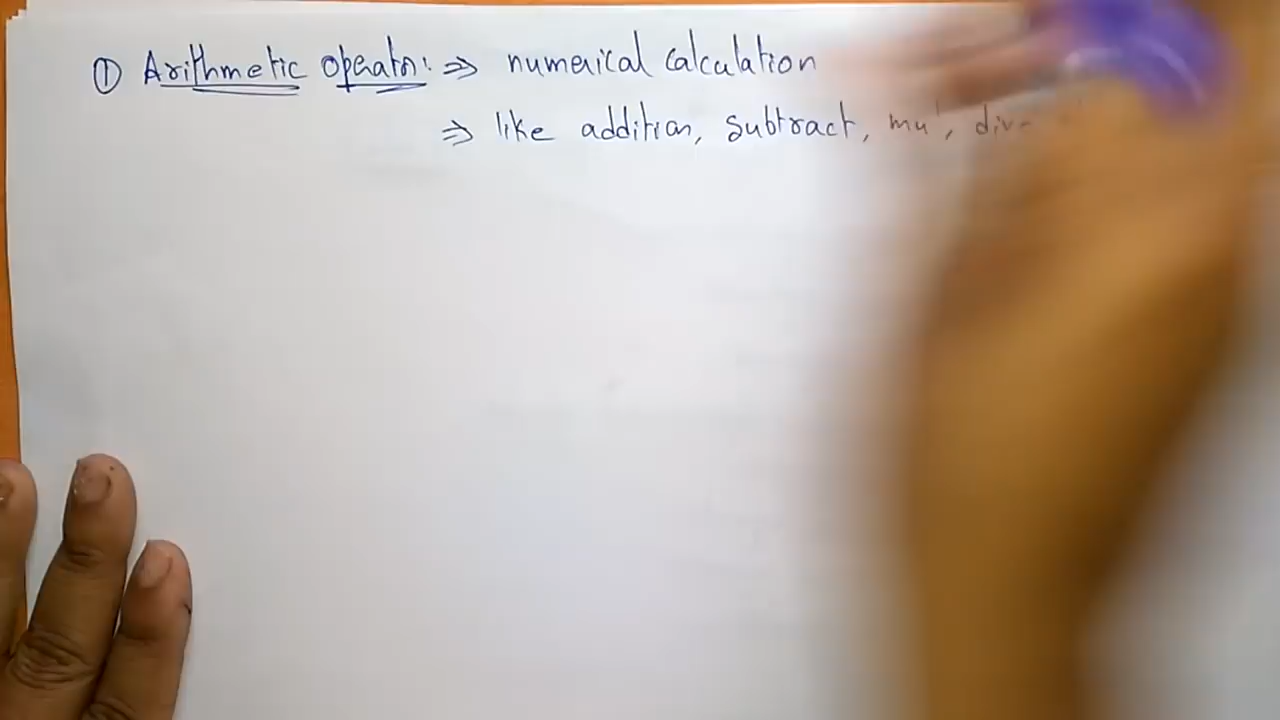 ① Arithmetic operator: ⇒ numerical calculation
⇒ like addition, subtract, mul, div